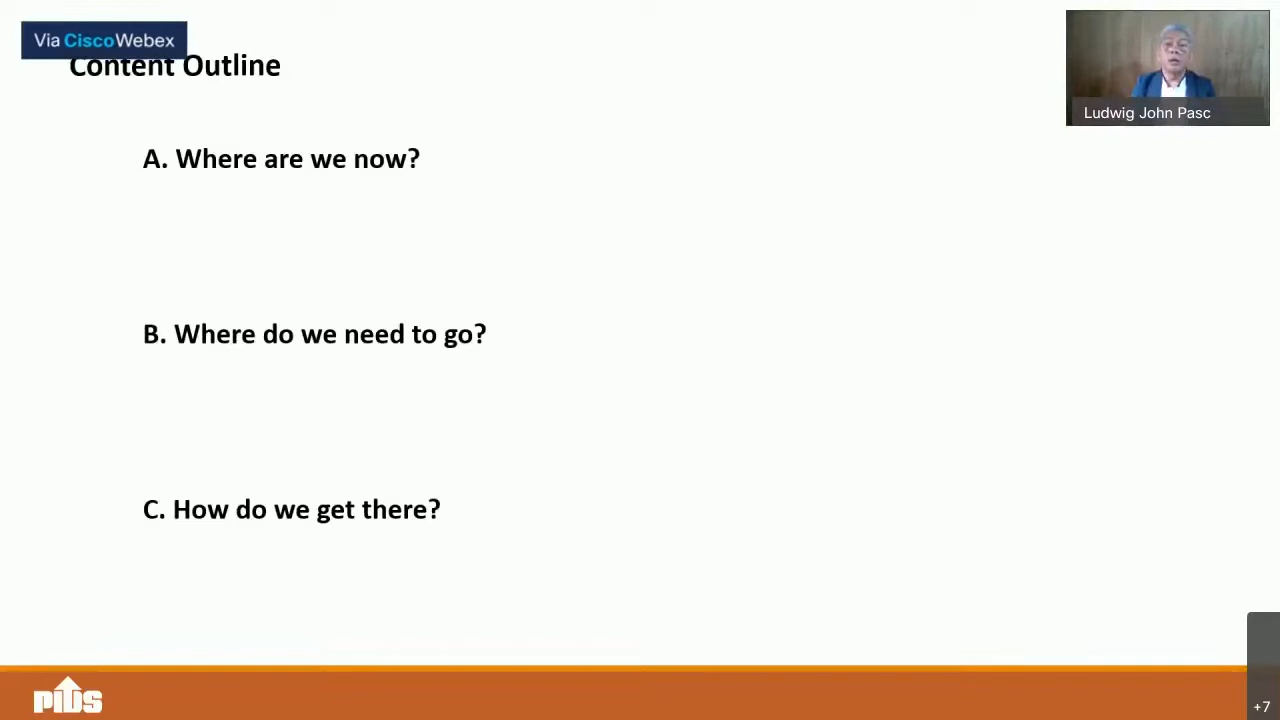 Via CiscoWebex
Content Outline
Ludwig John Pasc
A. Where are we now?
B. Where do we need to go?
C. How do we get there?
PIDS
+7